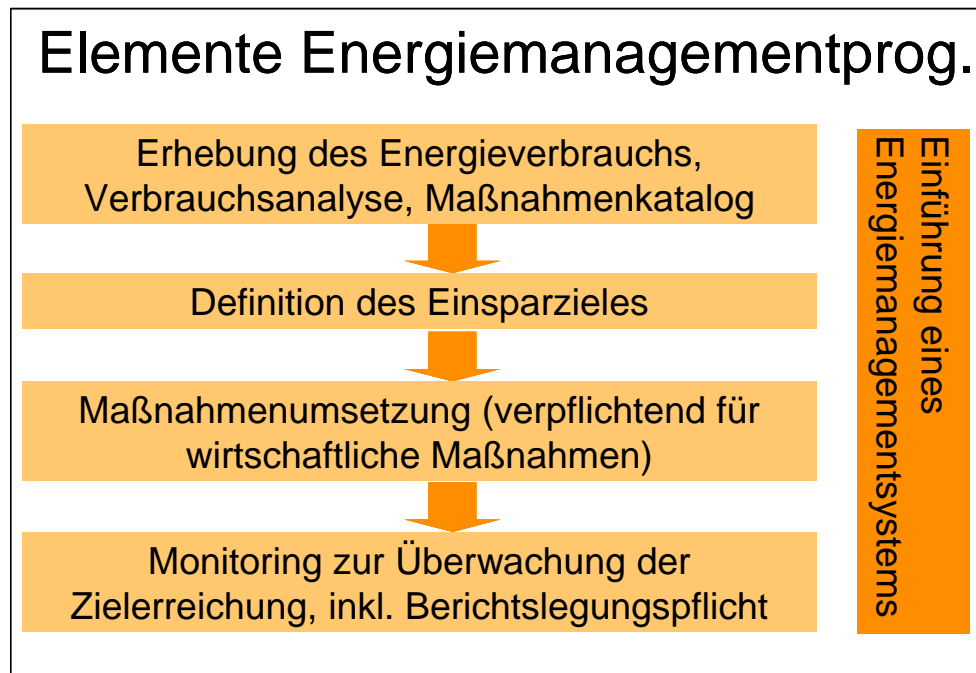 Elemente Energiemanagementprog.
Erhebung des Energieverbrauchs,
Verbrauchsanalyse, Maßnahmenkatalog
Definition des Einsparzieles
Maßnahmenumsetzung (verpflichtend für
wirtschaftliche Maßnahmen)
Monitoring zur Überwachung der
Zielerreichung, inkl. Berichtslegungspflicht
Einführung eines
Energiemanagementsystems